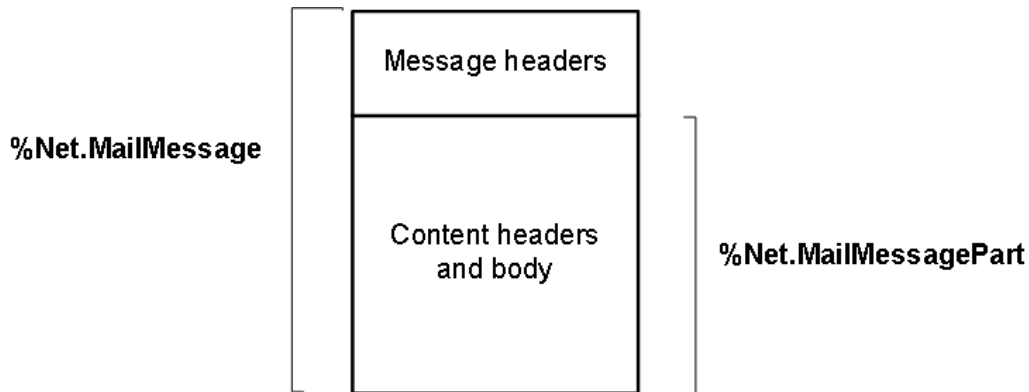 Message headers
%Net.MailMessage
Content headers
and body
%Net.MailMessagePart